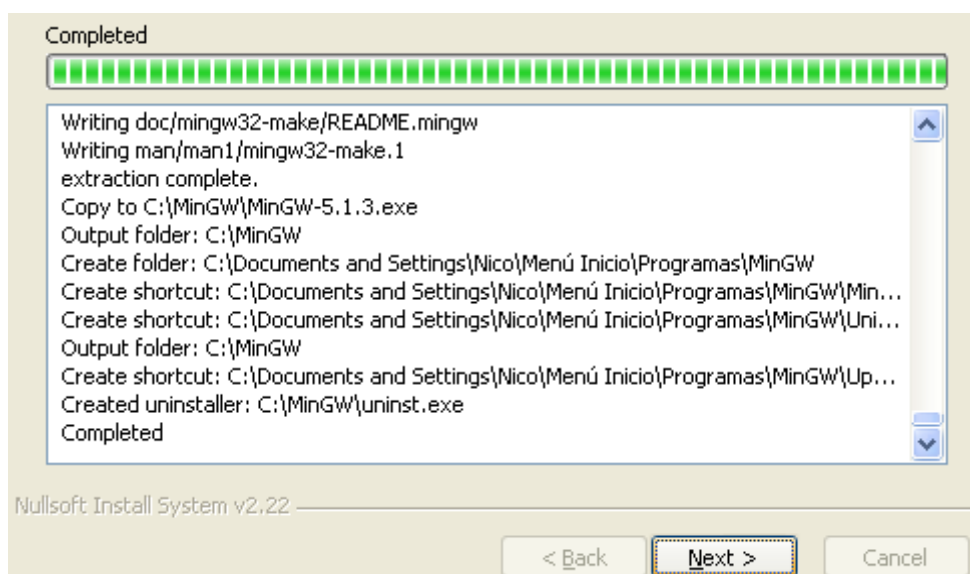 Completed
Writing doc/mingw32-make/README.mingw
Writing man/man1/mingw32-make.1
extraction complete.
Copy to C:\MinGW\MinGW-5.1.3.exe
Output folder: C:\MinGW
Create folder: C:\Documents and Settings\Nico\Menú Inicio\Programas\MinGW
Create shortcut: C:\Documents and Settings\Nico\Menú Inicio\Programas\MinGW\Min...
Create shortcut: C:\Documents and Settings\Nico\Menú Inicio\Programas\MinGW\Uni...
Output folder: C:\MinGW
Create shortcut: C:\Documents and Settings\Nico\Menú Inicio\Programas\MinGW\Up...
Created uninstaller: C:\MinGW\uninst.exe
Completed
Nullsoft Install System v2.22
< Back Next > Cancel